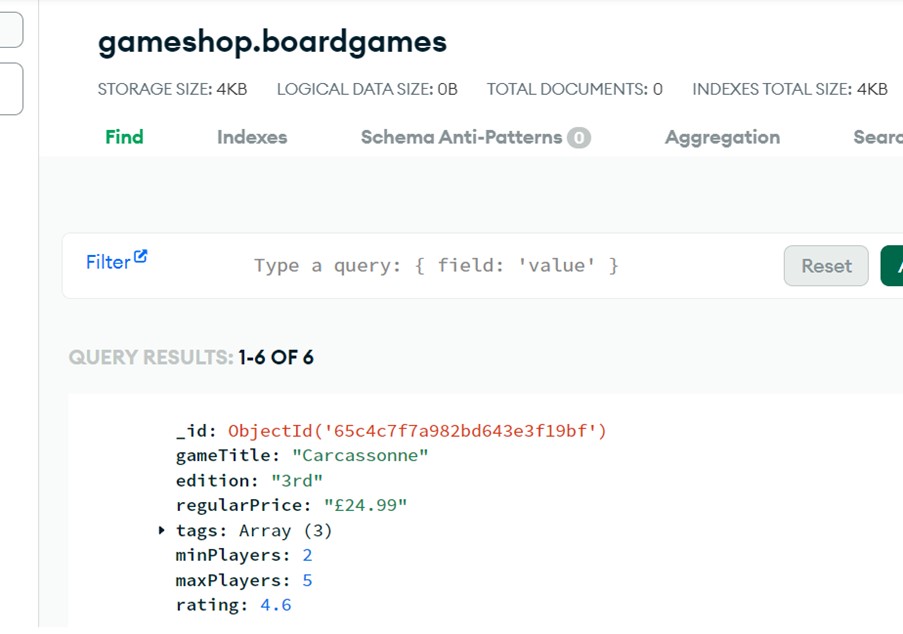 gameshop.boardgames
STORAGE SIZE: 4KB LOGICAL DATA SIZE: 0B TOTAL DOCUMENTS: 0 INDEXES TOTAL SIZE: 4KB
Find Indexes Schema Anti-Patterns 0 Aggregation Searc
Filter Type a query: { field: 'value' } Reset A
QUERY RESULTS: 1-6 OF 6
_id: ObjectId('65c4c7f7a982bd643e3f19bf')
gameTitle: "Carcassonne"
edition: "3rd"
regularPrice: "£24.99"
tags: Array (3)
minPlayers: 2
maxPlayers: 5
rating: 4.6